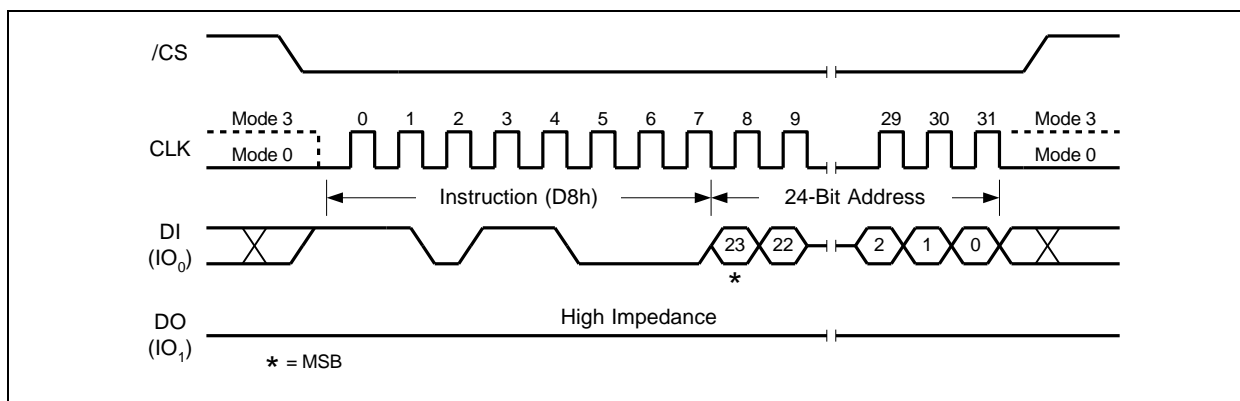 /CS
Mode 3 0 1 2 3 4 5 6 7 8 9 29 30 31 Mode 3
CLK
Mode 0 Mode 0
Instruction (D8h) 24-Bit Address
DI
(IO0) 23 22 2 1 0
*
High Impedance
DO
(IO1)
* = MSB